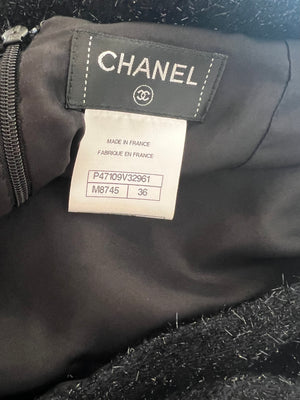 CHANEL
MADE IN FRANCE
FABRIQUE EN FRANCE
P47109V32961
M8745 36